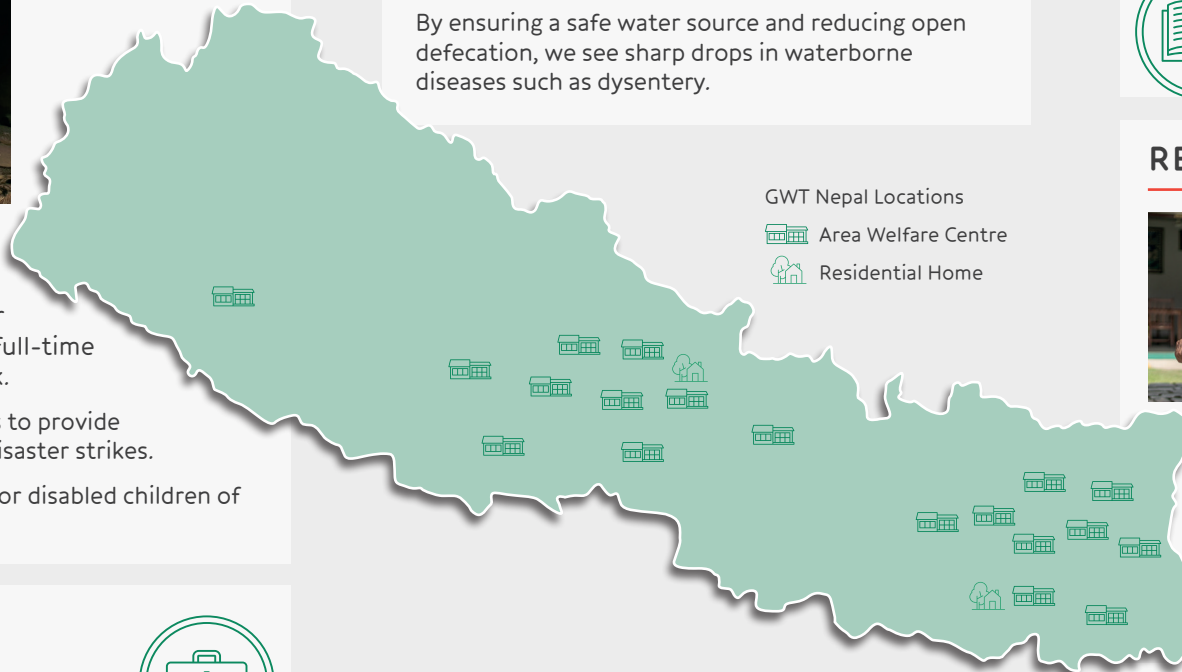 By ensuring a safe water source and reducing open
defecation, we see sharp drops in waterborne
diseases such as dysentery.
GWT Nepal Locations
Area Welfare Centre
Residential Home
full-time
to provide
disaster strikes.
or disabled children of